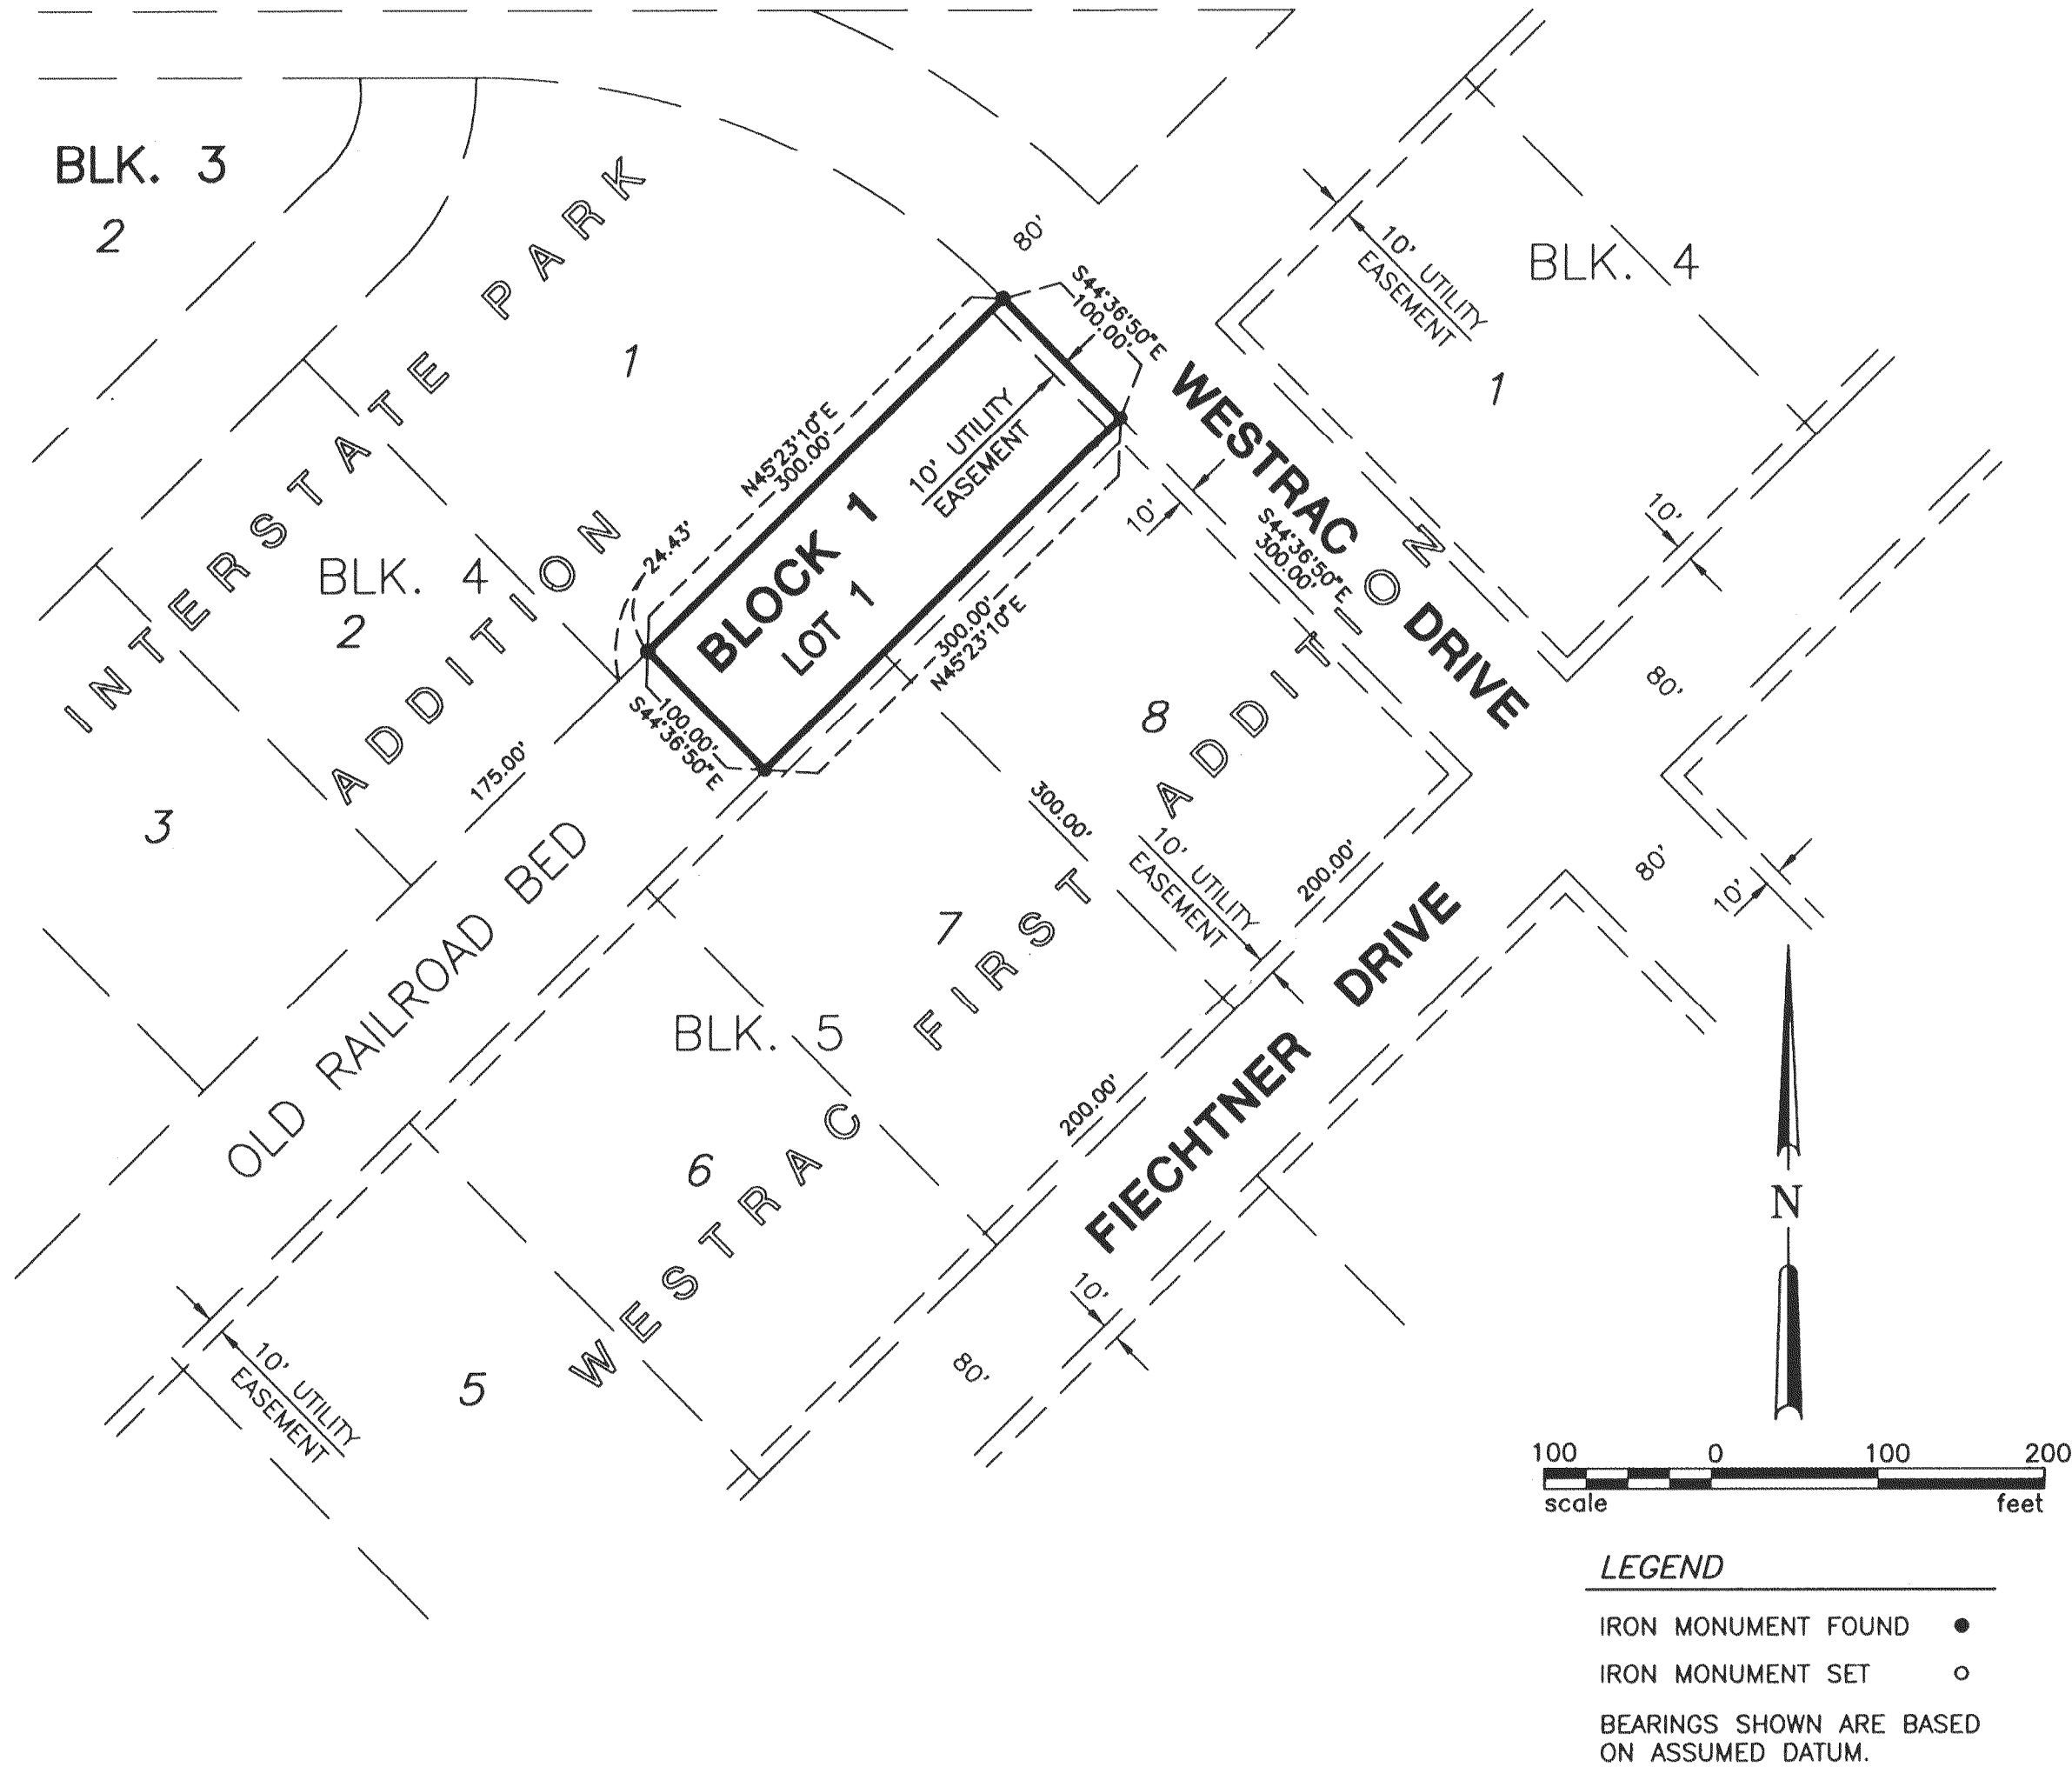 BLK. 3
2
INTERSTATE PARK
ADDITION
1
BLK. 4
2
3
80'
S44°36'50"E
100.00'
N45°23'10"E
300.00'
10' UTILITY
EASEMENT
BLOCK 1
LOT 1
24.43'
300.00'
N45°23'10"E
100.00'
S44°36'50"E
175.00'
OLD RAILROAD BED
10' UTILITY
EASEMENT
BLK. 4
1
10'
WESTRAC DRIVE
10'
S44°36'50"E
300.00'
80'
80'
10'
8
300.00'
10' UTILITY
EASEMENT
200.00'
7
BLK. 5
WESTRAC FIRST ADDITION
200.00'
FIECHTNER DRIVE
6
5
10' UTILITY
EASEMENT
10'
80'
N
100 0 100 200
scale feet
LEGEND
IRON MONUMENT FOUND
IRON MONUMENT SET
BEARINGS SHOWN ARE BASED
ON ASSUMED DATUM.